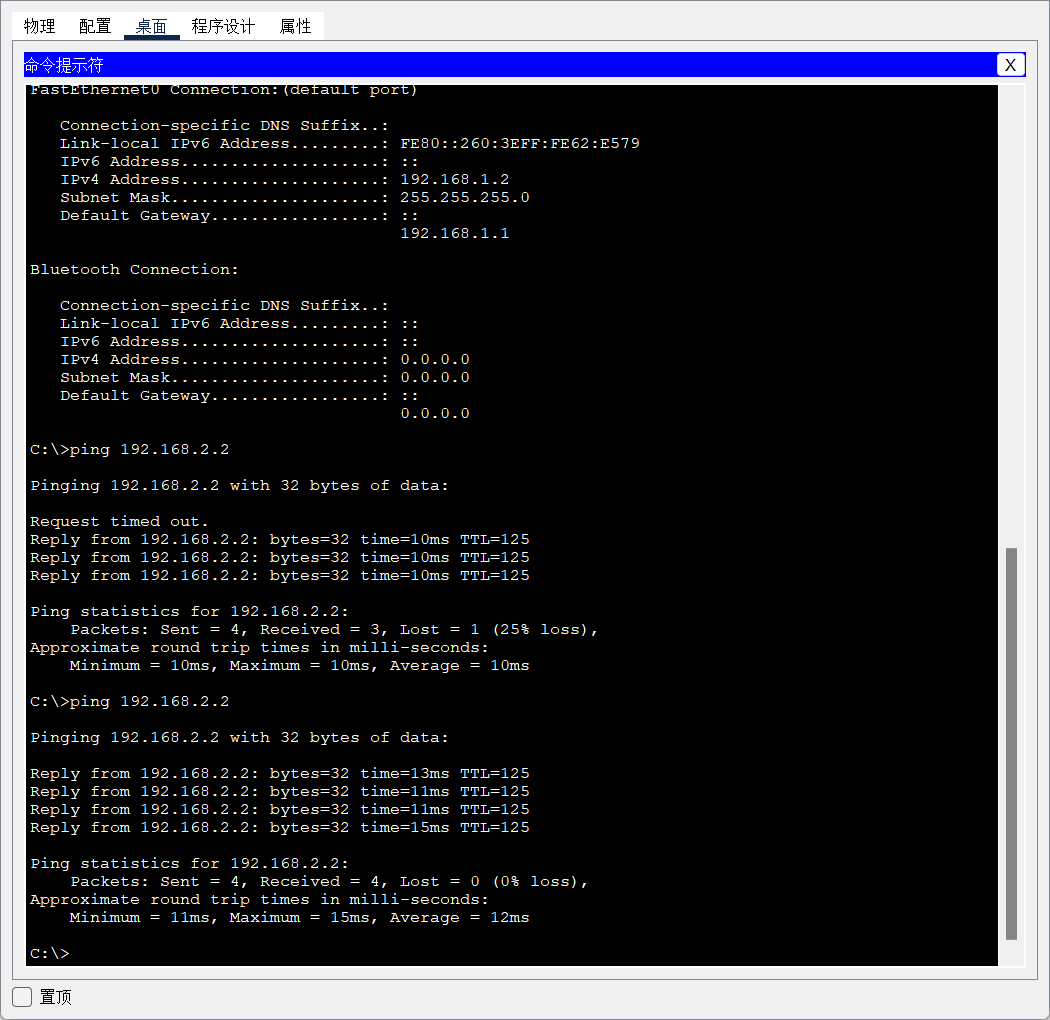 物理 配置 桌面 程序设计 属性
命令提示符 X
FastEthernet0 Connection:(default port)
Connection-specific DNS Suffix..:
Link-local IPv6 Address.........: FE80::260:3EFF:FE62:E579
IPv6 Address....................: ::
IPv4 Address....................: 192.168.1.2
Subnet Mask.....................: 255.255.255.0
Default Gateway.................: ::
192.168.1.1
Bluetooth Connection:
Connection-specific DNS Suffix..:
Link-local IPv6 Address.........: ::
IPv6 Address....................: ::
IPv4 Address....................: 0.0.0.0
Subnet Mask.....................: 0.0.0.0
Default Gateway.................: ::
0.0.0.0
C:\>ping 192.168.2.2
Pinging 192.168.2.2 with 32 bytes of data:
Request timed out.
Reply from 192.168.2.2: bytes=32 time=10ms TTL=125
Reply from 192.168.2.2: bytes=32 time=10ms TTL=125
Reply from 192.168.2.2: bytes=32 time=10ms TTL=125
Ping statistics for 192.168.2.2:
Packets: Sent = 4, Received = 3, Lost = 1 (25% loss),
Approximate round trip times in milli-seconds:
Minimum = 10ms, Maximum = 10ms, Average = 10ms
C:\>ping 192.168.2.2
Pinging 192.168.2.2 with 32 bytes of data:
Reply from 192.168.2.2: bytes=32 time=13ms TTL=125
Reply from 192.168.2.2: bytes=32 time=11ms TTL=125
Reply from 192.168.2.2: bytes=32 time=11ms TTL=125
Reply from 192.168.2.2: bytes=32 time=15ms TTL=125
Ping statistics for 192.168.2.2:
Packets: Sent = 4, Received = 4, Lost = 0 (0% loss),
Approximate round trip times in milli-seconds:
Minimum = 11ms, Maximum = 15ms, Average = 12ms
C:\>
置顶